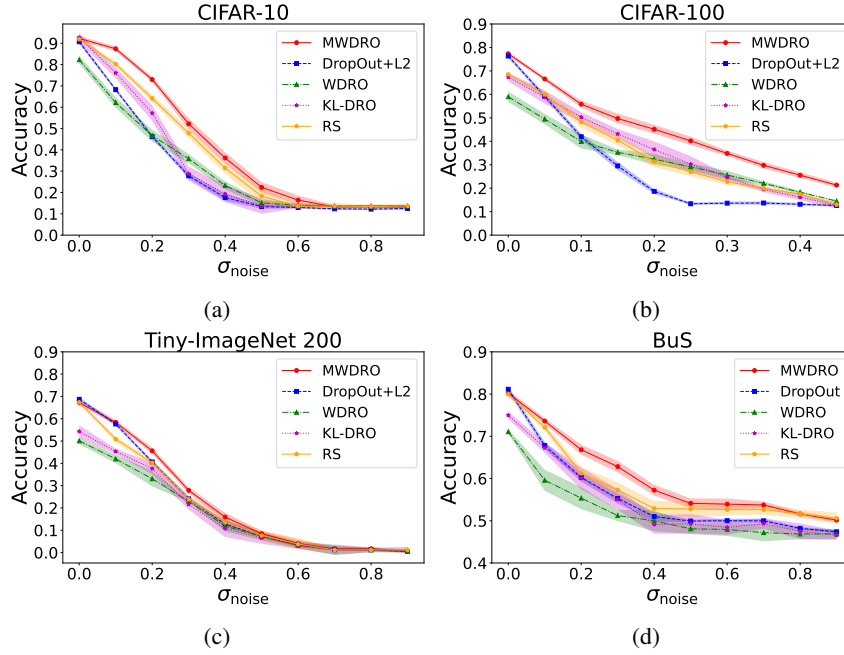 CIFAR-10
Accuracy
0.9
0.8
0.7
0.6
0.5
0.4
0.3
0.2
0.1
0.0
MWDRO
DropOut+L2
WDRO
KL-DRO
RS
0.0 0.2 0.4 0.6 0.8
σnoise
(a)
CIFAR-100
Accuracy
0.9
0.8
0.7
0.6
0.5
0.4
0.3
0.2
0.1
0.0
MWDRO
DropOut+L2
WDRO
KL-DRO
RS
0.0 0.1 0.2 0.3 0.4
σnoise
(b)
Tiny-ImageNet 200
Accuracy
0.9
0.8
0.7
0.6
0.5
0.4
0.3
0.2
0.1
0.0
MWDRO
DropOut+L2
WDRO
KL-DRO
RS
0.0 0.2 0.4 0.6 0.8
σnoise
(c)
BuS
Accuracy
0.9
0.8
0.7
0.6
0.5
0.4
MWDRO
DropOut
WDRO
KL-DRO
RS
0.0 0.2 0.4 0.6 0.8
σnoise
(d)